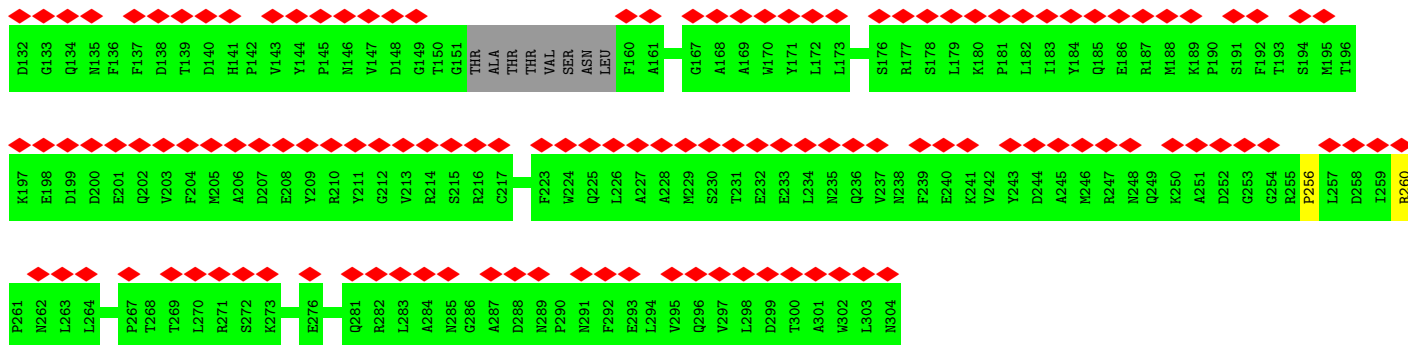 D132 G133 Q134 N135 F136 F137 D138 T139 D140 H141 P142 V143 Y144 P145 N146 V147 D148 G149 T150 G151 THR ALA THR THR VAL SER ASN LEU F160 A161 G167 A168 A169 W170 Y171 L172 L173 S176 R177 S178 L179 K180 P181 L182 I183 Y184 Q185 E186 R187 M188 K189 P190 S191 F192 T193 S194 M195 T196
K197 E198 D199 D200 E201 Q202 V203 F204 M205 A206 D207 E208 Y209 R210 Y211 G212 V213 R214 S215 R216 C217 F223 W224 Q225 L226 A227 A228 M229 S230 T231 E232 E233 L234 N235 Q236 V237 N238 F239 E240 K241 V242 Y243 D244 A245 M246 R247 N248 Q249 K250 A251 D252 G253 G254 R255 P256 L257 D258 I259 R260
P261 N262 L263 L264 P267 T268 T269 L270 R271 S272 K273 E276 Q281 R282 L283 A284 N285 G286 A287 D288 N289 P290 N291 F292 E293 L294 V295 Q296 V297 L298 D299 T300 A301 W302 L303 N304